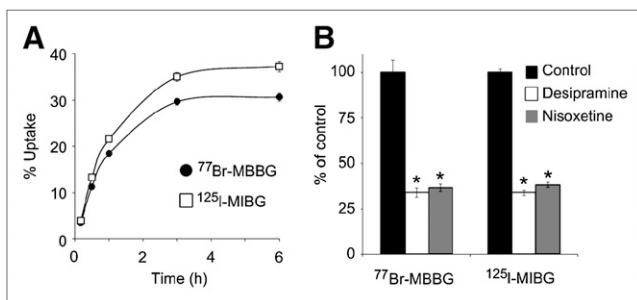 A
% Uptake
40
30
20
10
0
0
2
4
6
Time (h)
77Br-MBBG
125I-MIBG
B
% of control
100
75
50
25
0
Control
Desipramine
Nisoxetine
*
*
*
*
77Br-MBBG
125I-MIBG